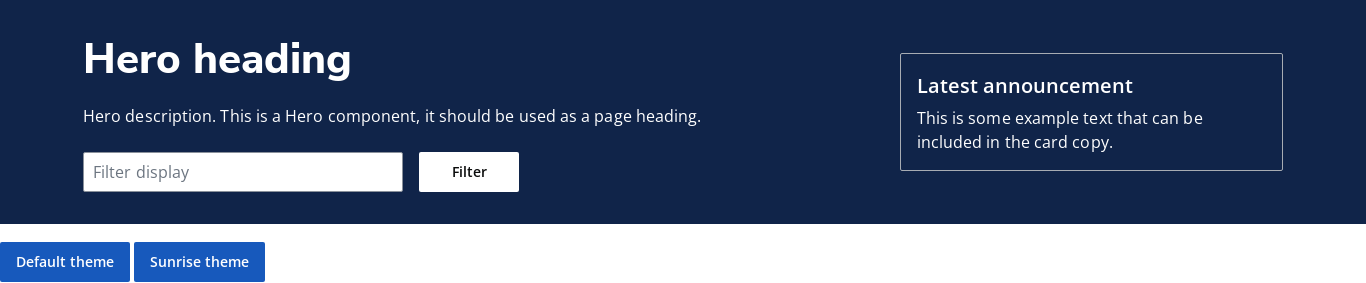 Hero heading
Hero description. This is a Hero component, it should be used as a page heading.
Filter display
Filter
Latest announcement
This is some example text that can be
included in the card copy.
Default theme
Sunrise theme